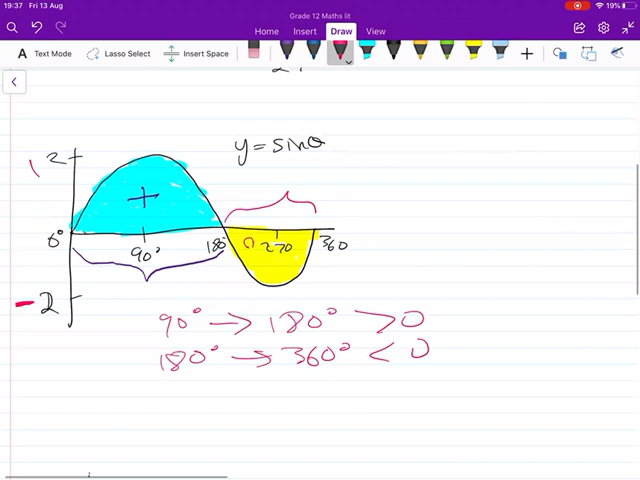 19:37 Fri 13 Aug
Grade 12 Maths lit
19%
Home Insert Draw View
Text Mode Lasso Select Insert Space
y = sinθ
2
+
0° 90° 180° 270 360
-2
90° → 180° > 0
180° → 360° < 0